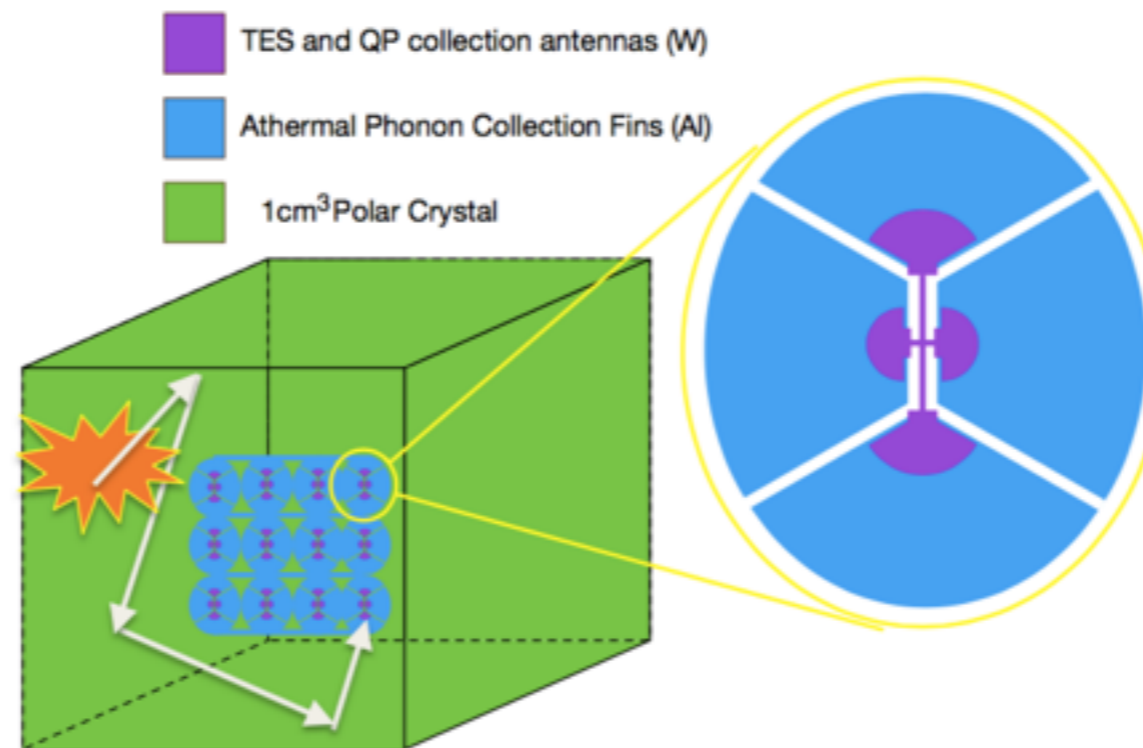 TES and QP collection antennas (W)
Athermal Phonon Collection Fins (Al)
1cm³Polar Crystal